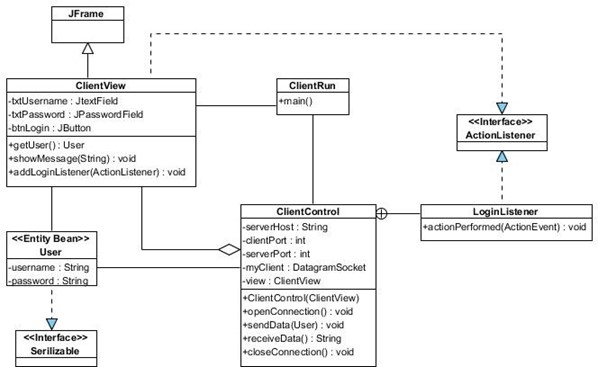 JFrame
ClientView
-txtUsername : JtextField
-txtPassword : JPasswordField
-btnLogin : JButton
+getUser() : User
+showMessage(String) : void
+addLoginListener(ActionListener) : void
ClientRun
+main()
<<Interface>>
ActionListener
ClientControl
-serverHost : String
-clientPort : int
-serverPort : int
-myClient : DatagramSocket
-view : ClientView
+ClientControl(ClientView)
+openConnection() : void
+sendData(User) : void
+receiveData() : String
+closeConnection() : void
LoginListener
+actionPerformed(ActionEvent) : void
<<Entity Bean>>
User
-username : String
-password : String
<<Interface>>
Serilizable